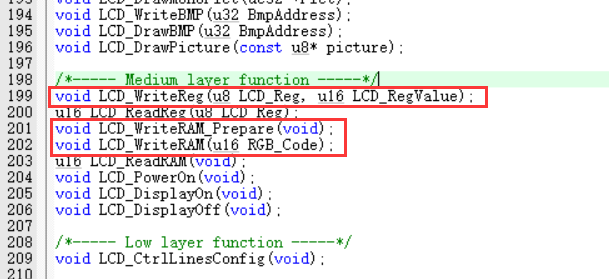 193 void LCD_DrawMonoPict(uc32 *Pict);
194 void LCD_WriteBMP(u32 BmpAddress);
195 void LCD_DrawBMP(u32 BmpAddress);
196 void LCD_DrawPicture(const u8* picture);
197
198 /*----- Medium layer function -----*/
199 void LCD_WriteReg(u8 LCD_Reg, u16 LCD_RegValue);
200 u16 LCD_ReadReg(u8 LCD_Reg);
201 void LCD_WriteRAM_Prepare(void);
202 void LCD_WriteRAM(u16 RGB_Code);
203 u16 LCD_ReadRAM(void);
204 void LCD_PowerOn(void);
205 void LCD_DisplayOn(void);
206 void LCD_DisplayOff(void);
207
208 /*----- Low layer function -----*/
209 void LCD_CtrlLinesConfig(void);
210